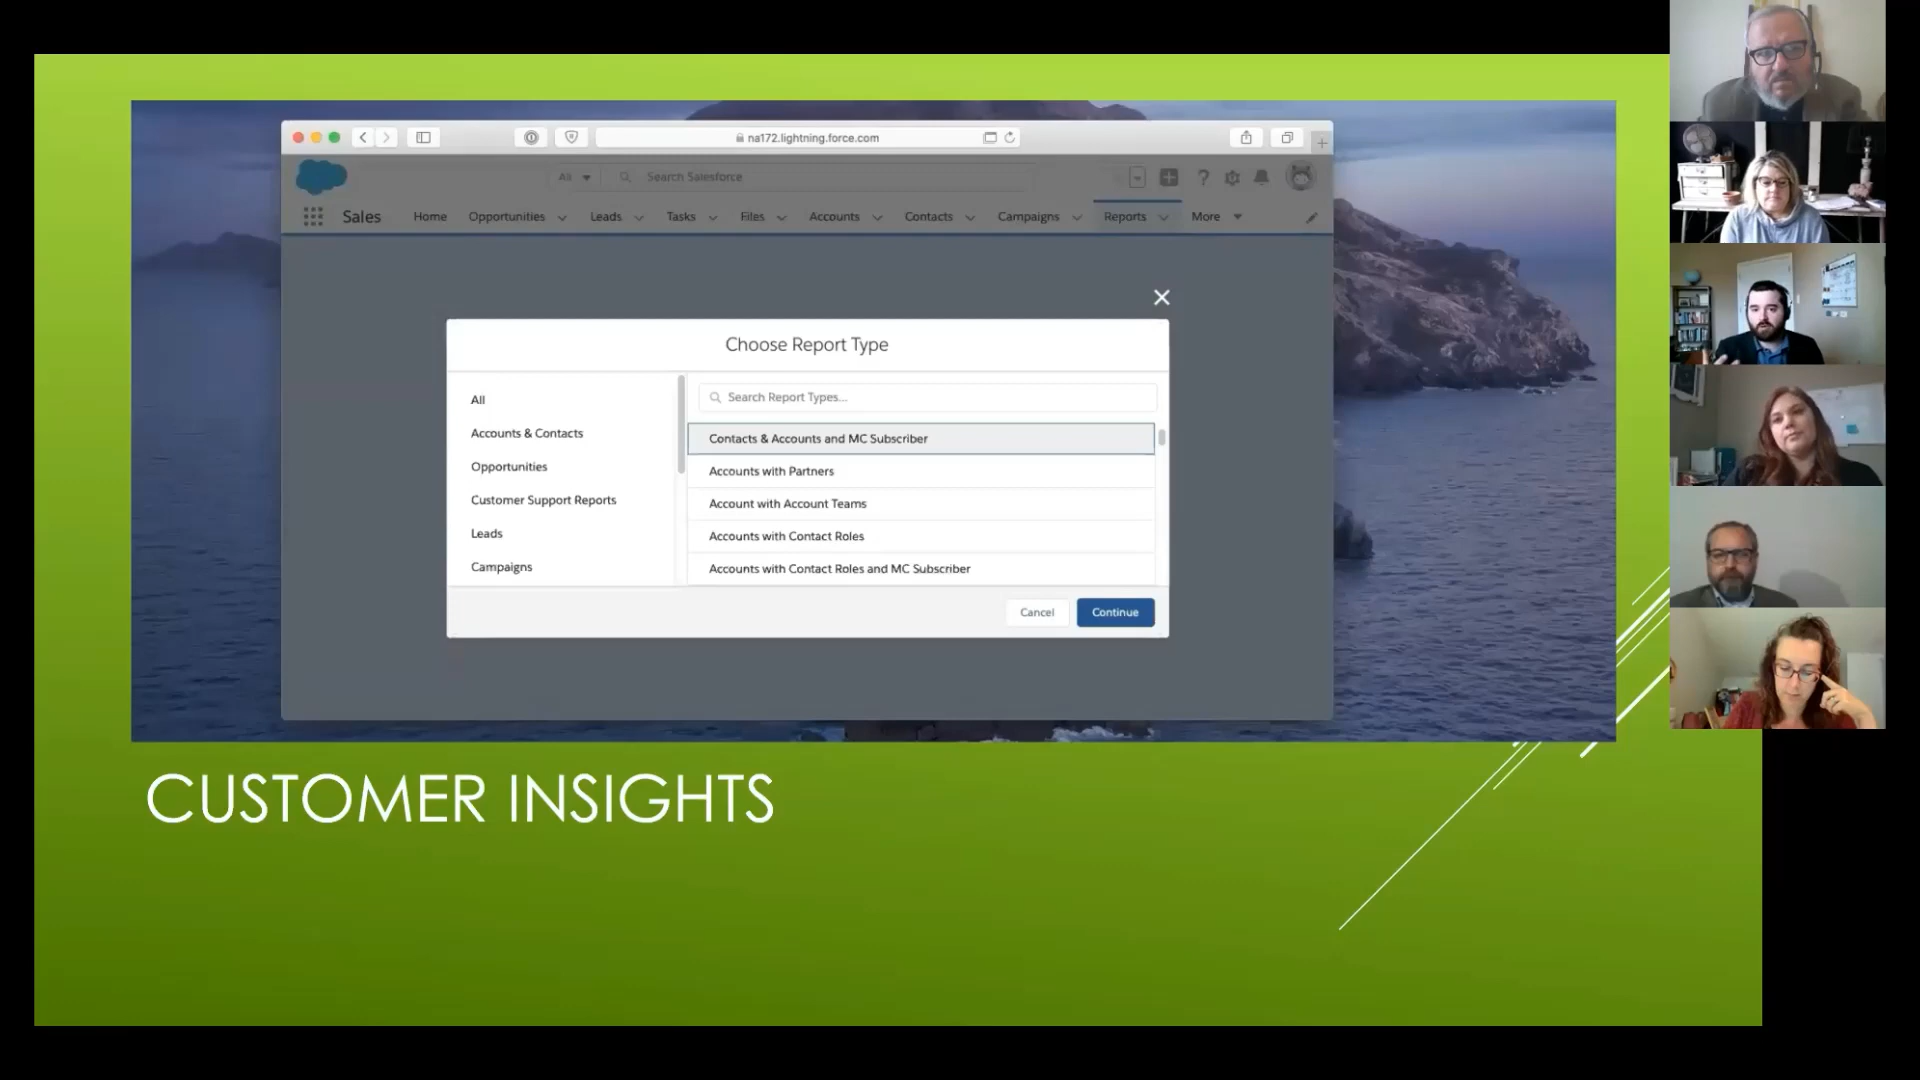 na172.lightning.force.com
All
Search Salesforce
Sales Home Opportunities Leads Tasks Files Accounts Contacts Campaigns Reports More
Choose Report Type
All
Accounts & Contacts
Opportunities
Customer Support Reports
Leads
Campaigns
Search Report Types...
Contacts & Accounts and MC Subscriber
Accounts with Partners
Account with Account Teams
Accounts with Contact Roles
Accounts with Contact Roles and MC Subscriber
Cancel Continue
CUSTOMER INSIGHTS